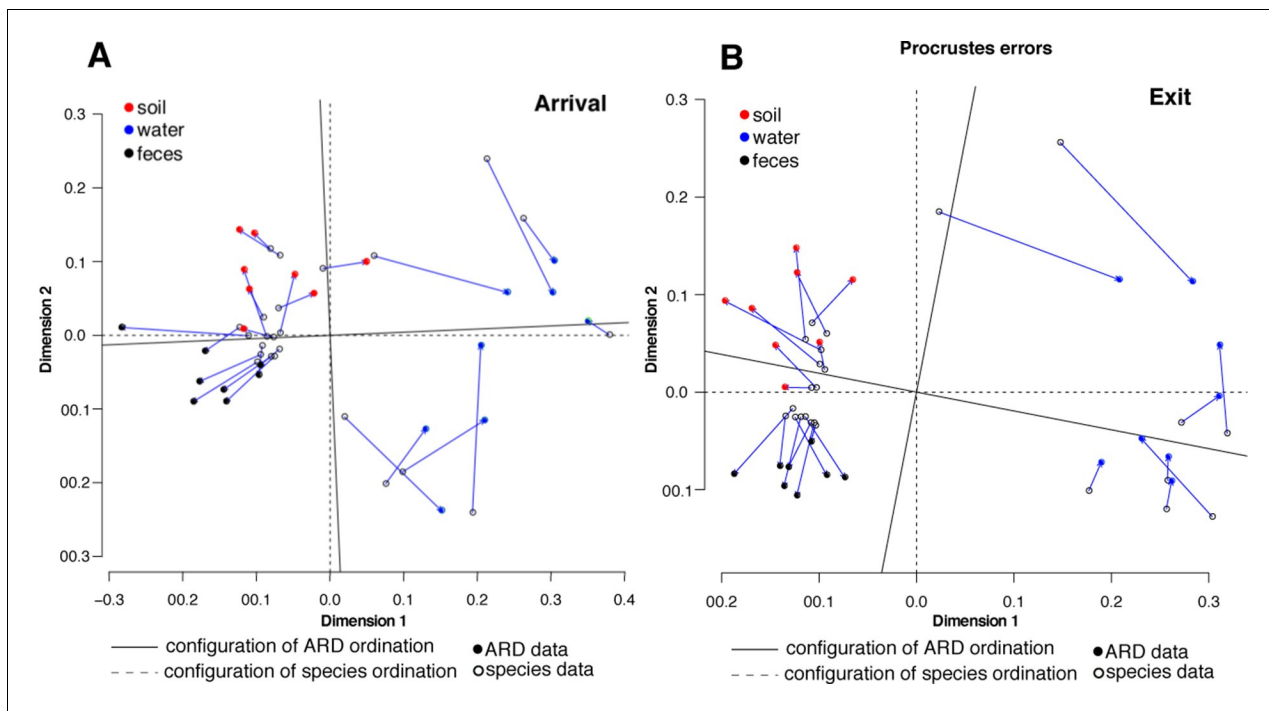 A
Arrival
soil
water
feces
0.3
0.2
0.1
0.0
00.1
00.2
00.3
Dimension 2
−0.3
00.2
00.1
0.0
0.1
0.2
0.3
0.4
Dimension 1
configuration of ARD ordination
configuration of species ordination
ARD data
species data
B
Procrustes errors
Exit
soil
water
feces
0.3
0.2
0.1
0.0
00.1
Dimension 2
00.2
00.1
0.0
0.1
0.2
0.3
Dimension 1
configuration of ARD ordination
configuration of species ordination
ARD data
species data